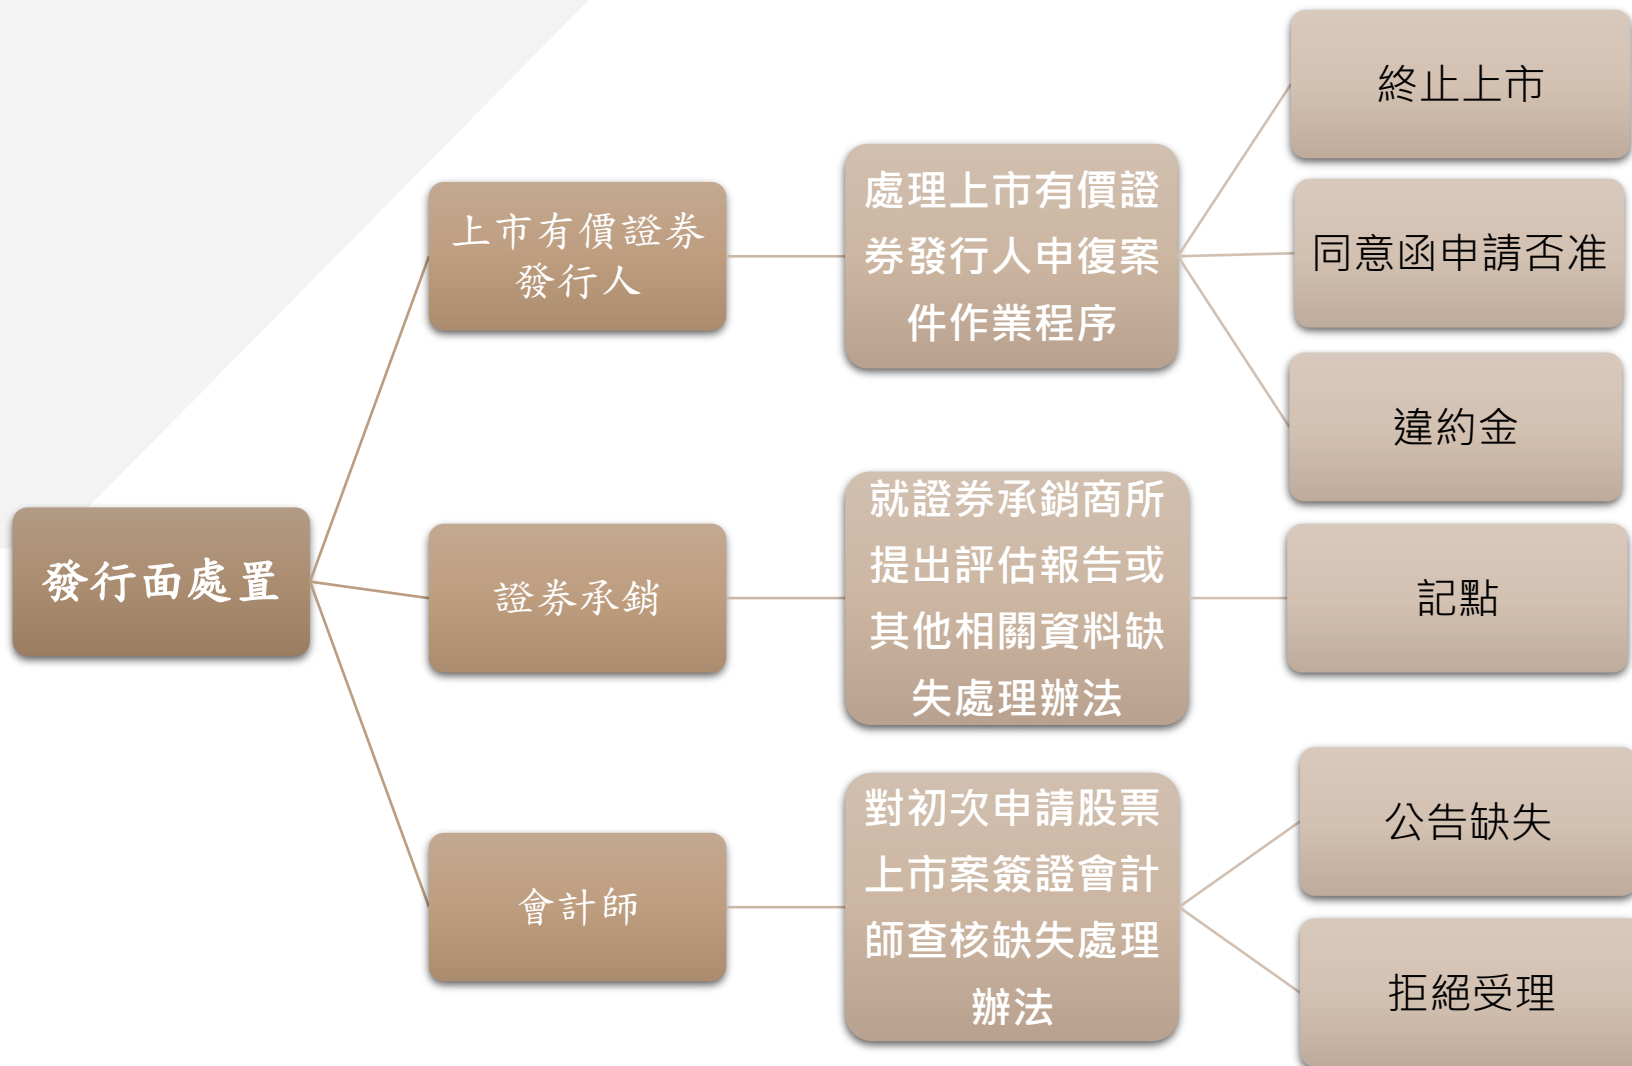 發行面處置
上市有價證券
發行人
處理上市有價證
券發行人申復案
件作業程序
終止上市
同意函申請否准
違約金
證券承銷
就證券承銷商所
提出評估報告或
其他相關資料缺
失處理辦法
記點
會計師
對初次申請股票
上市案簽證會計
師查核缺失處理
辦法
公告缺失
拒絕受理